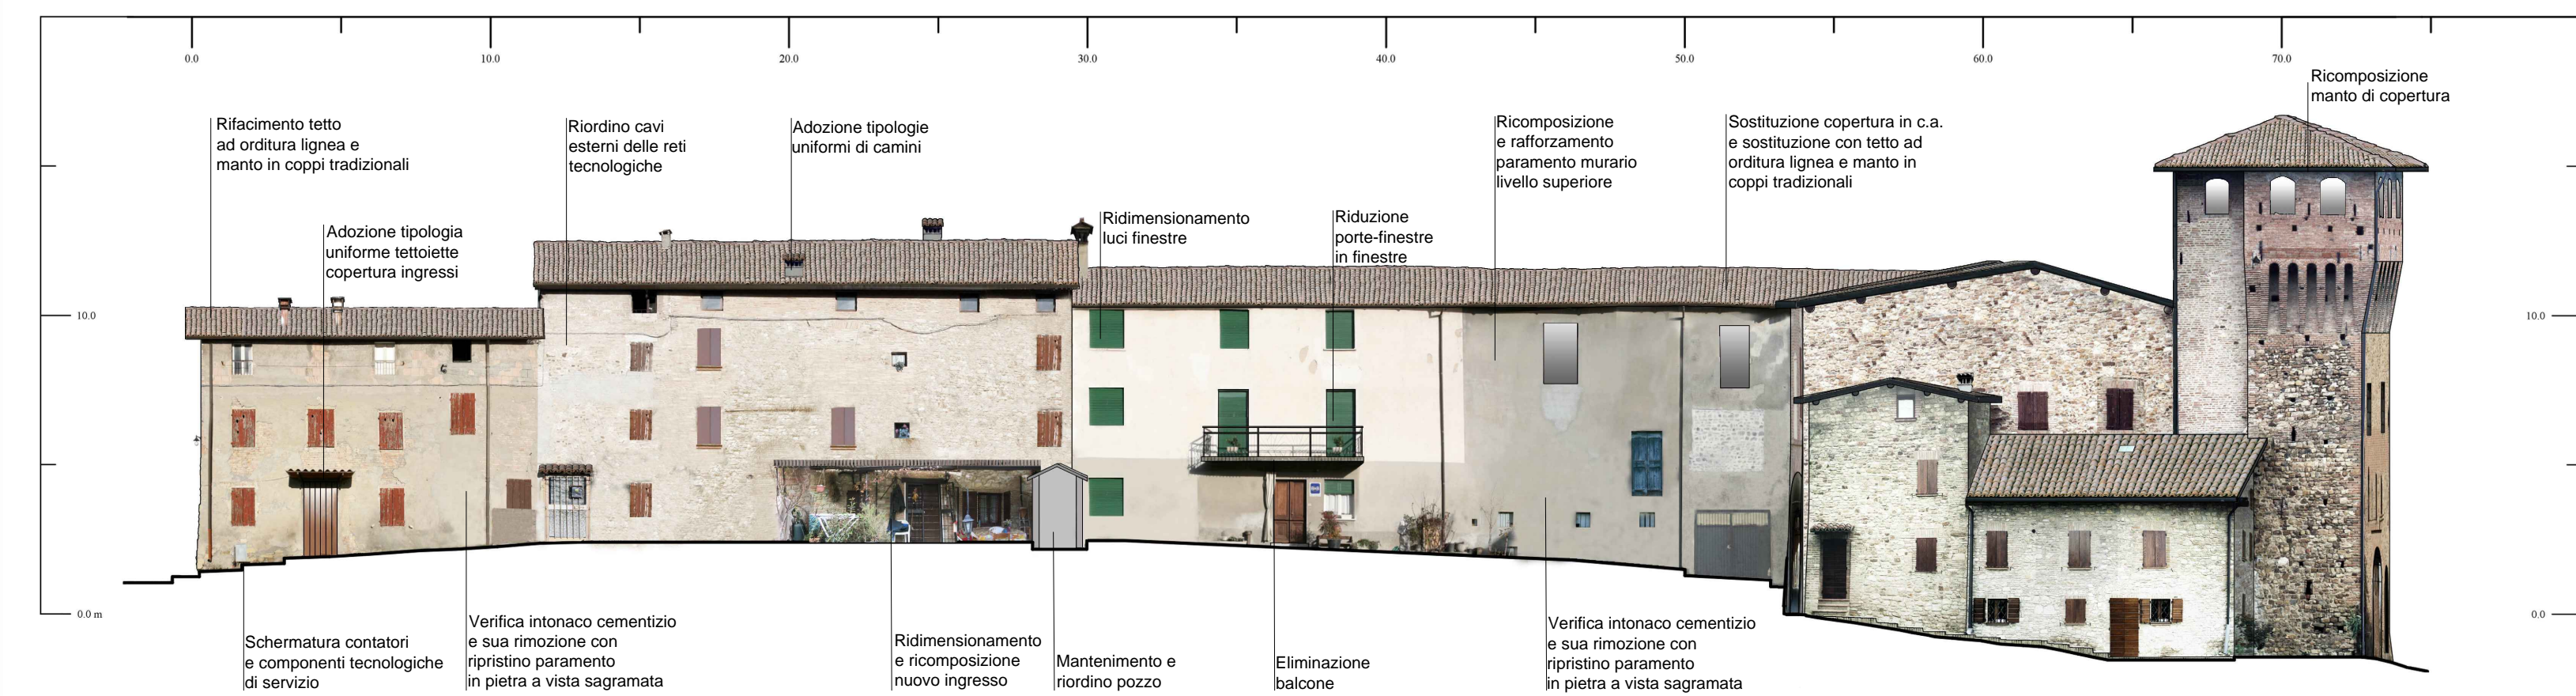 0.0
10.0
20.0
30.0
40.0
50.0
60.0
70.0
Ricomposizione
manto di copertura
Rifacimento tetto
ad orditura lignea e
manto in coppi tradizionali
Riordino cavi
esterni delle reti
tecnologiche
Adozione tipologie
uniformi di camini
Ricomposizione
e rafforzamento
paramento murario
livello superiore
Sostituzione copertura in c.a.
e sostituzione con tetto ad
orditura lignea e manto in
coppi tradizionali
Adozione tipologia
uniforme tettoiette
copertura ingressi
Ridimensionamento
luci finestre
Riduzione
porte-finestre
in finestre
10.0
10.0
0.0 m
0.0
Schermatura contatori
e componenti tecnologiche
di servizio
Verifica intonaco cementizio
e sua rimozione con
ripristino paramento
in pietra a vista sagramata
Ridimensionamento
e ricomposizione
nuovo ingresso
Mantenimento e
riordino pozzo
Eliminazione
balcone
Verifica intonaco cementizio
e sua rimozione con
ripristino paramento
in pietra a vista sagramata